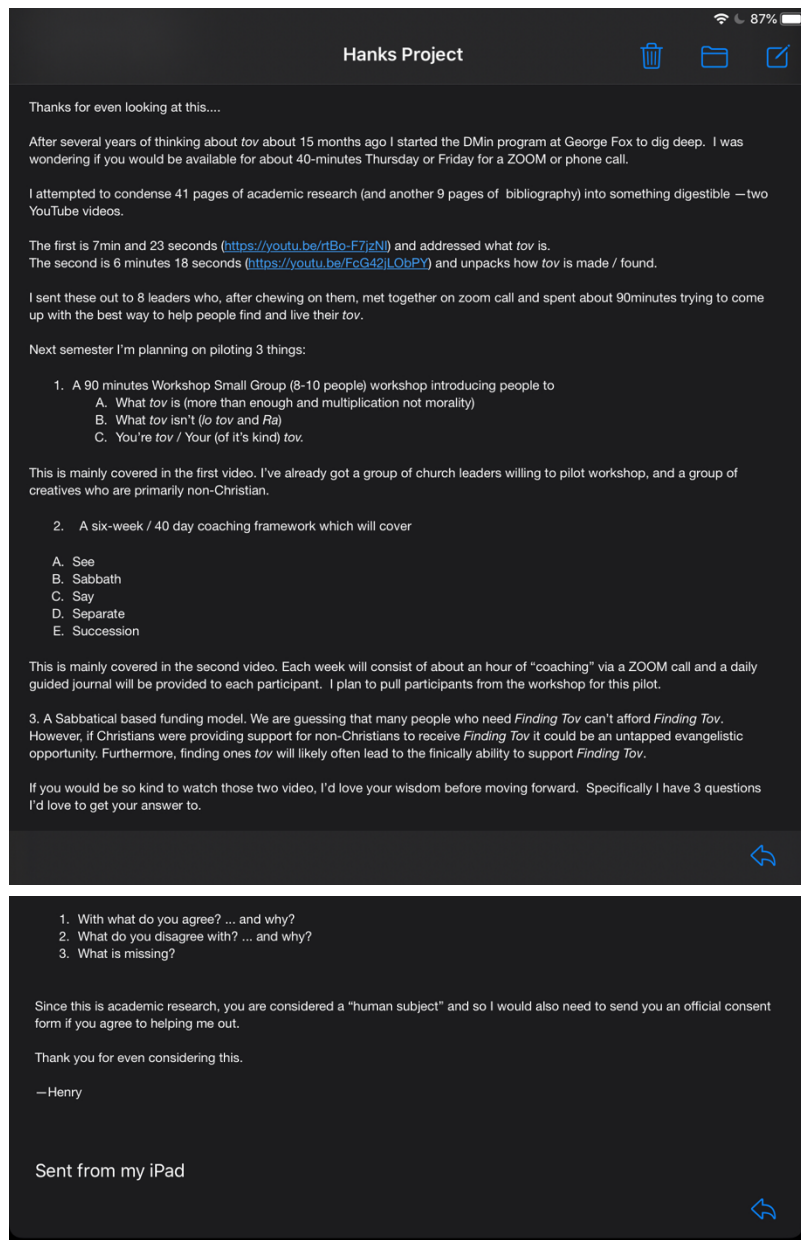 87%
Hanks Project
Thanks for even looking at this....
After several years of thinking about tov about 15 months ago I started the DMin program at George Fox to dig deep.  I was
wondering if you would be available for about 40-minutes Thursday or Friday for a ZOOM or phone call.
I attempted to condense 41 pages of academic research (and another 9 pages of  bibliography) into something digestible —two
YouTube videos.
The first is 7min and 23 seconds (https://youtu.be/rtBo-F7jzNI) and addressed what tov is.
The second is 6 minutes 18 seconds (https://youtu.be/FcG42jLObPY) and unpacks how tov is made / found.
I sent these out to 8 leaders who, after chewing on them, met together on zoom call and spent about 90minutes trying to come
up with the best way to help people find and live their tov.
Next semester I'm planning on piloting 3 things:
1. A 90 minutes Workshop Small Group (8-10 people) workshop introducing people to
A. What tov is (more than enough and multiplication not morality)
B. What tov isn't (lo tov and Ra)
C. You're tov / Your (of it's kind) tov.
This is mainly covered in the first video. I've already got a group of church leaders willing to pilot workshop, and a group of
creatives who are primarily non-Christian.
2. A six-week / 40 day coaching framework which will cover
A. See
B. Sabbath
C. Say
D. Separate
E. Succession
This is mainly covered in the second video. Each week will consist of about an hour of “coaching” via a ZOOM call and a daily
guided journal will be provided to each participant.  I plan to pull participants from the workshop for this pilot.
3. A Sabbatical based funding model. We are guessing that many people who need Finding Tov can't afford Finding Tov.
However, if Christians were providing support for non-Christians to receive Finding Tov it could be an untapped evangelistic
opportunity. Furthermore, finding ones tov will likely often lead to the finically ability to support Finding Tov.
If you would be so kind to watch those two video, I'd love your wisdom before moving forward.  Specifically I have 3 questions
I'd love to get your answer to.
1. With what do you agree? ... and why?
2. What do you disagree with? ... and why?
3. What is missing?
Since this is academic research, you are considered a “human subject” and so I would also need to send you an official consent
form if you agree to helping me out.
Thank you for even considering this.
—Henry
Sent from my iPad